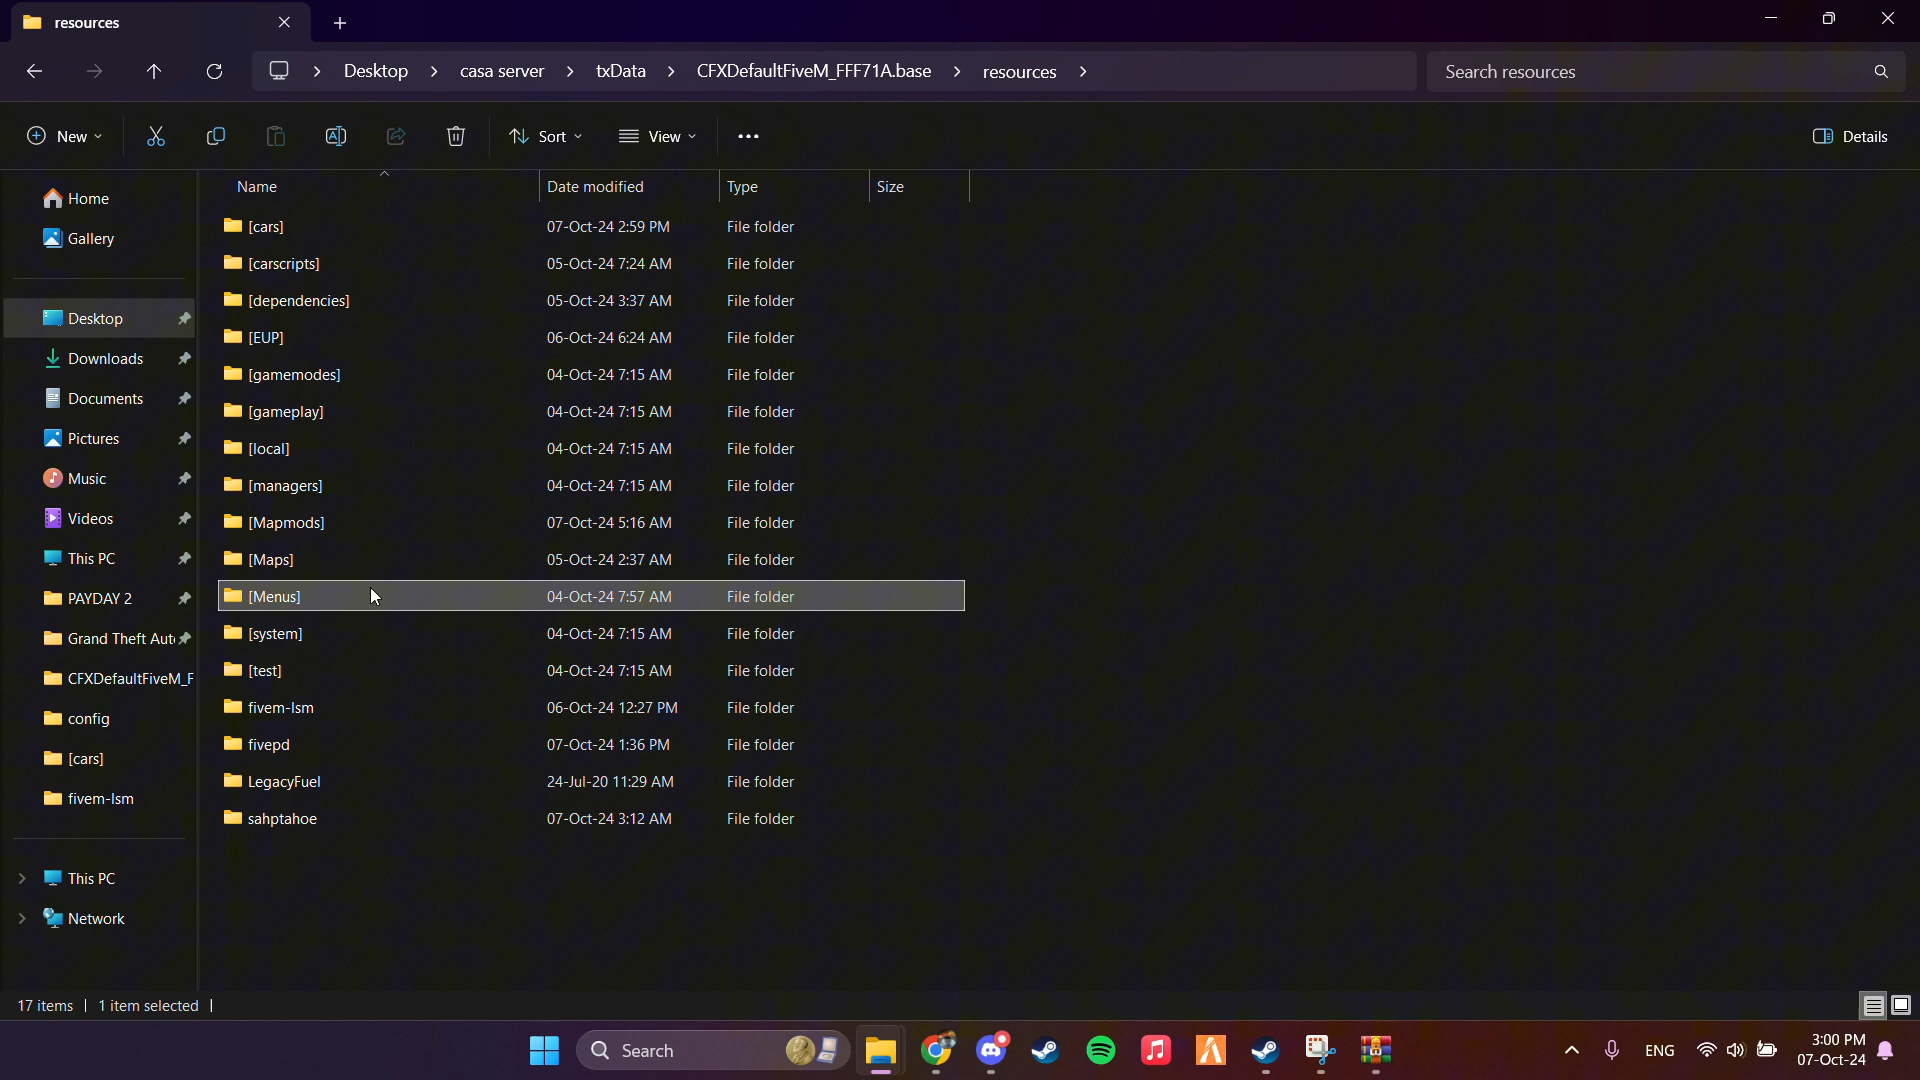 resources
Desktop > casa server > txData > CFXDefaultFiveM_FFF71A.base > resources >
Search resources
New
Sort
View
Details
Name Date modified Type Size
[cars] 07-Oct-24 2:59 PM File folder
[carscripts] 05-Oct-24 7:24 AM File folder
[dependencies] 05-Oct-24 3:37 AM File folder
[EUP] 06-Oct-24 6:24 AM File folder
[gamemodes] 04-Oct-24 7:15 AM File folder
[gameplay] 04-Oct-24 7:15 AM File folder
[local] 04-Oct-24 7:15 AM File folder
[managers] 04-Oct-24 7:15 AM File folder
[Mapmods] 07-Oct-24 5:16 AM File folder
[Maps] 05-Oct-24 2:37 AM File folder
[Menus] 04-Oct-24 7:57 AM File folder
[system] 04-Oct-24 7:15 AM File folder
[test] 04-Oct-24 7:15 AM File folder
fivem-lsm 06-Oct-24 12:27 PM File folder
fivepd 07-Oct-24 1:36 PM File folder
LegacyFuel 24-Jul-20 11:29 AM File folder
sahptahoe 07-Oct-24 3:12 AM File folder
Home
Gallery
Desktop
Downloads
Documents
Pictures
Music
Videos
This PC
PAYDAY 2
Grand Theft Aut
CFXDefaultFiveM_F
config
[cars]
fivem-lsm
This PC
Network
17 items | 1 item selected |
Search
ENG
3:00 PM
07-Oct-24